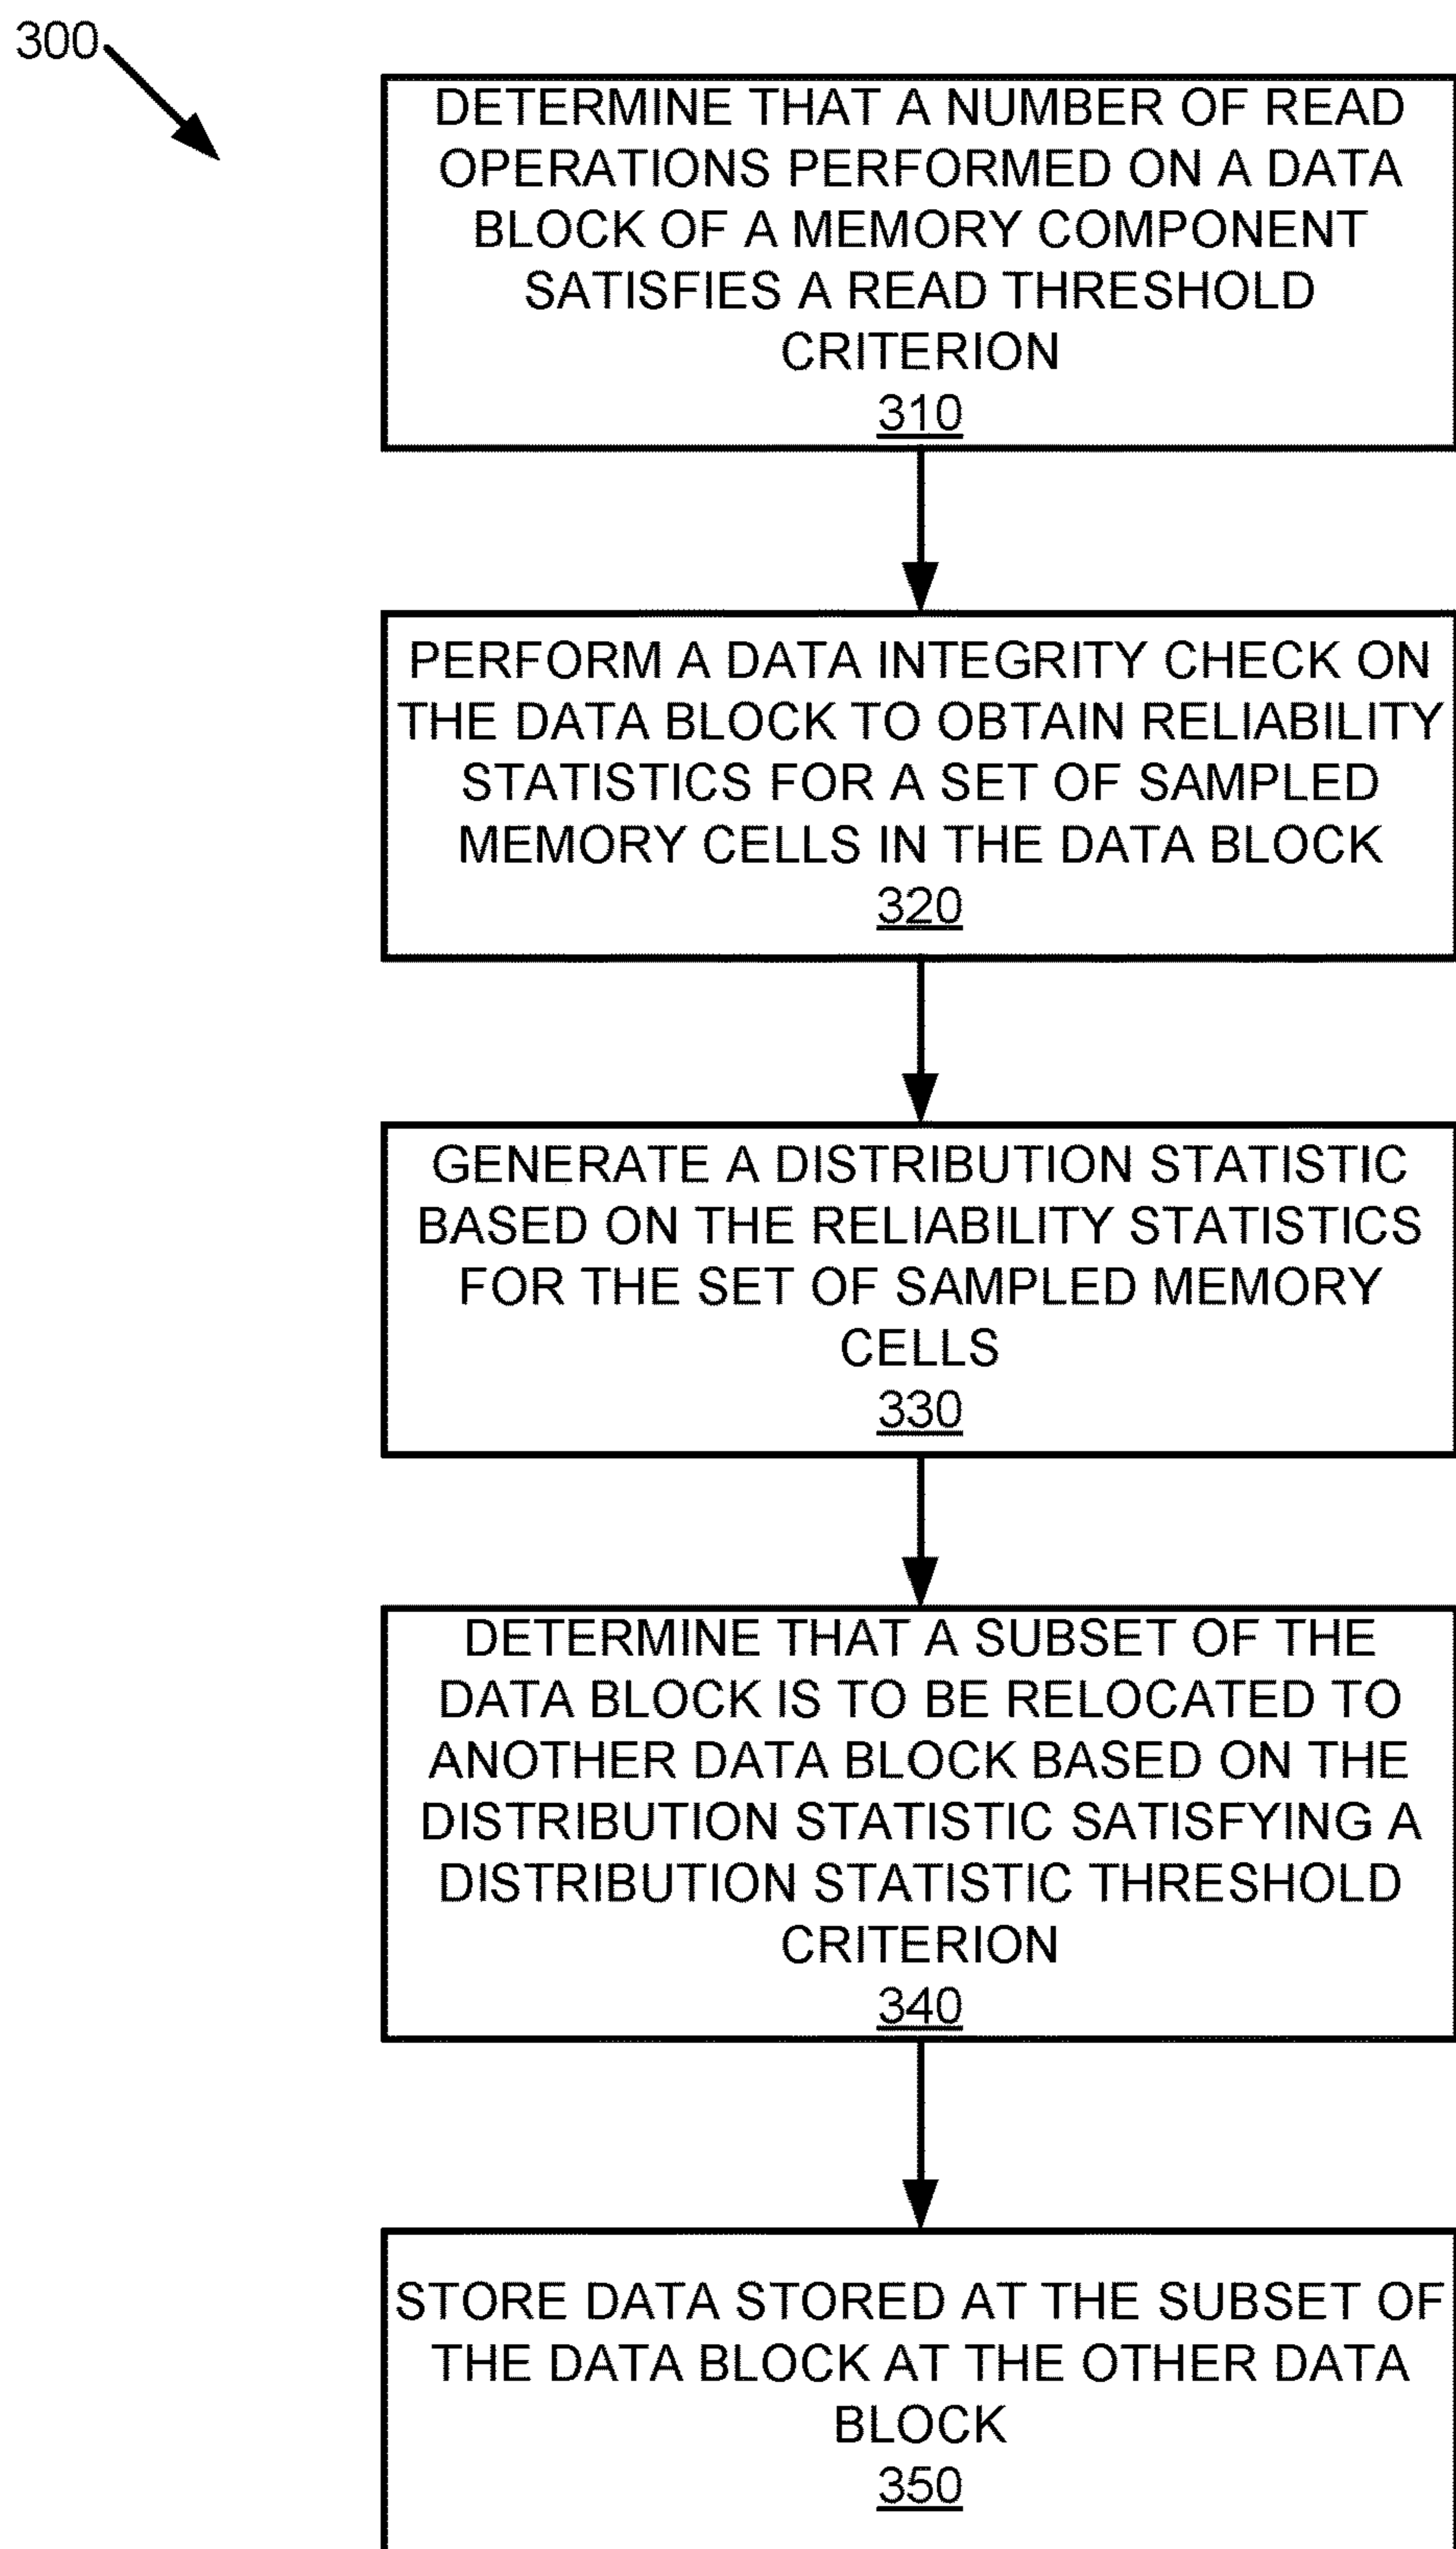 300
DETERMINE THAT A NUMBER OF READ
OPERATIONS PERFORMED ON A DATA
BLOCK OF A MEMORY COMPONENT
SATISFIES A READ THRESHOLD
CRITERION
310
PERFORM A DATA INTEGRITY CHECK ON
THE DATA BLOCK TO OBTAIN RELIABILITY
STATISTICS FOR A SET OF SAMPLED
MEMORY CELLS IN THE DATA BLOCK
320
GENERATE A DISTRIBUTION STATISTIC
BASED ON THE RELIABILITY STATISTICS
FOR THE SET OF SAMPLED MEMORY
CELLS
330
DETERMINE THAT A SUBSET OF THE
DATA BLOCK IS TO BE RELOCATED TO
ANOTHER DATA BLOCK BASED ON THE
DISTRIBUTION STATISTIC SATISFYING A
DISTRIBUTION STATISTIC THRESHOLD
CRITERION
340
STORE DATA STORED AT THE SUBSET OF
THE DATA BLOCK AT THE OTHER DATA
BLOCK
350